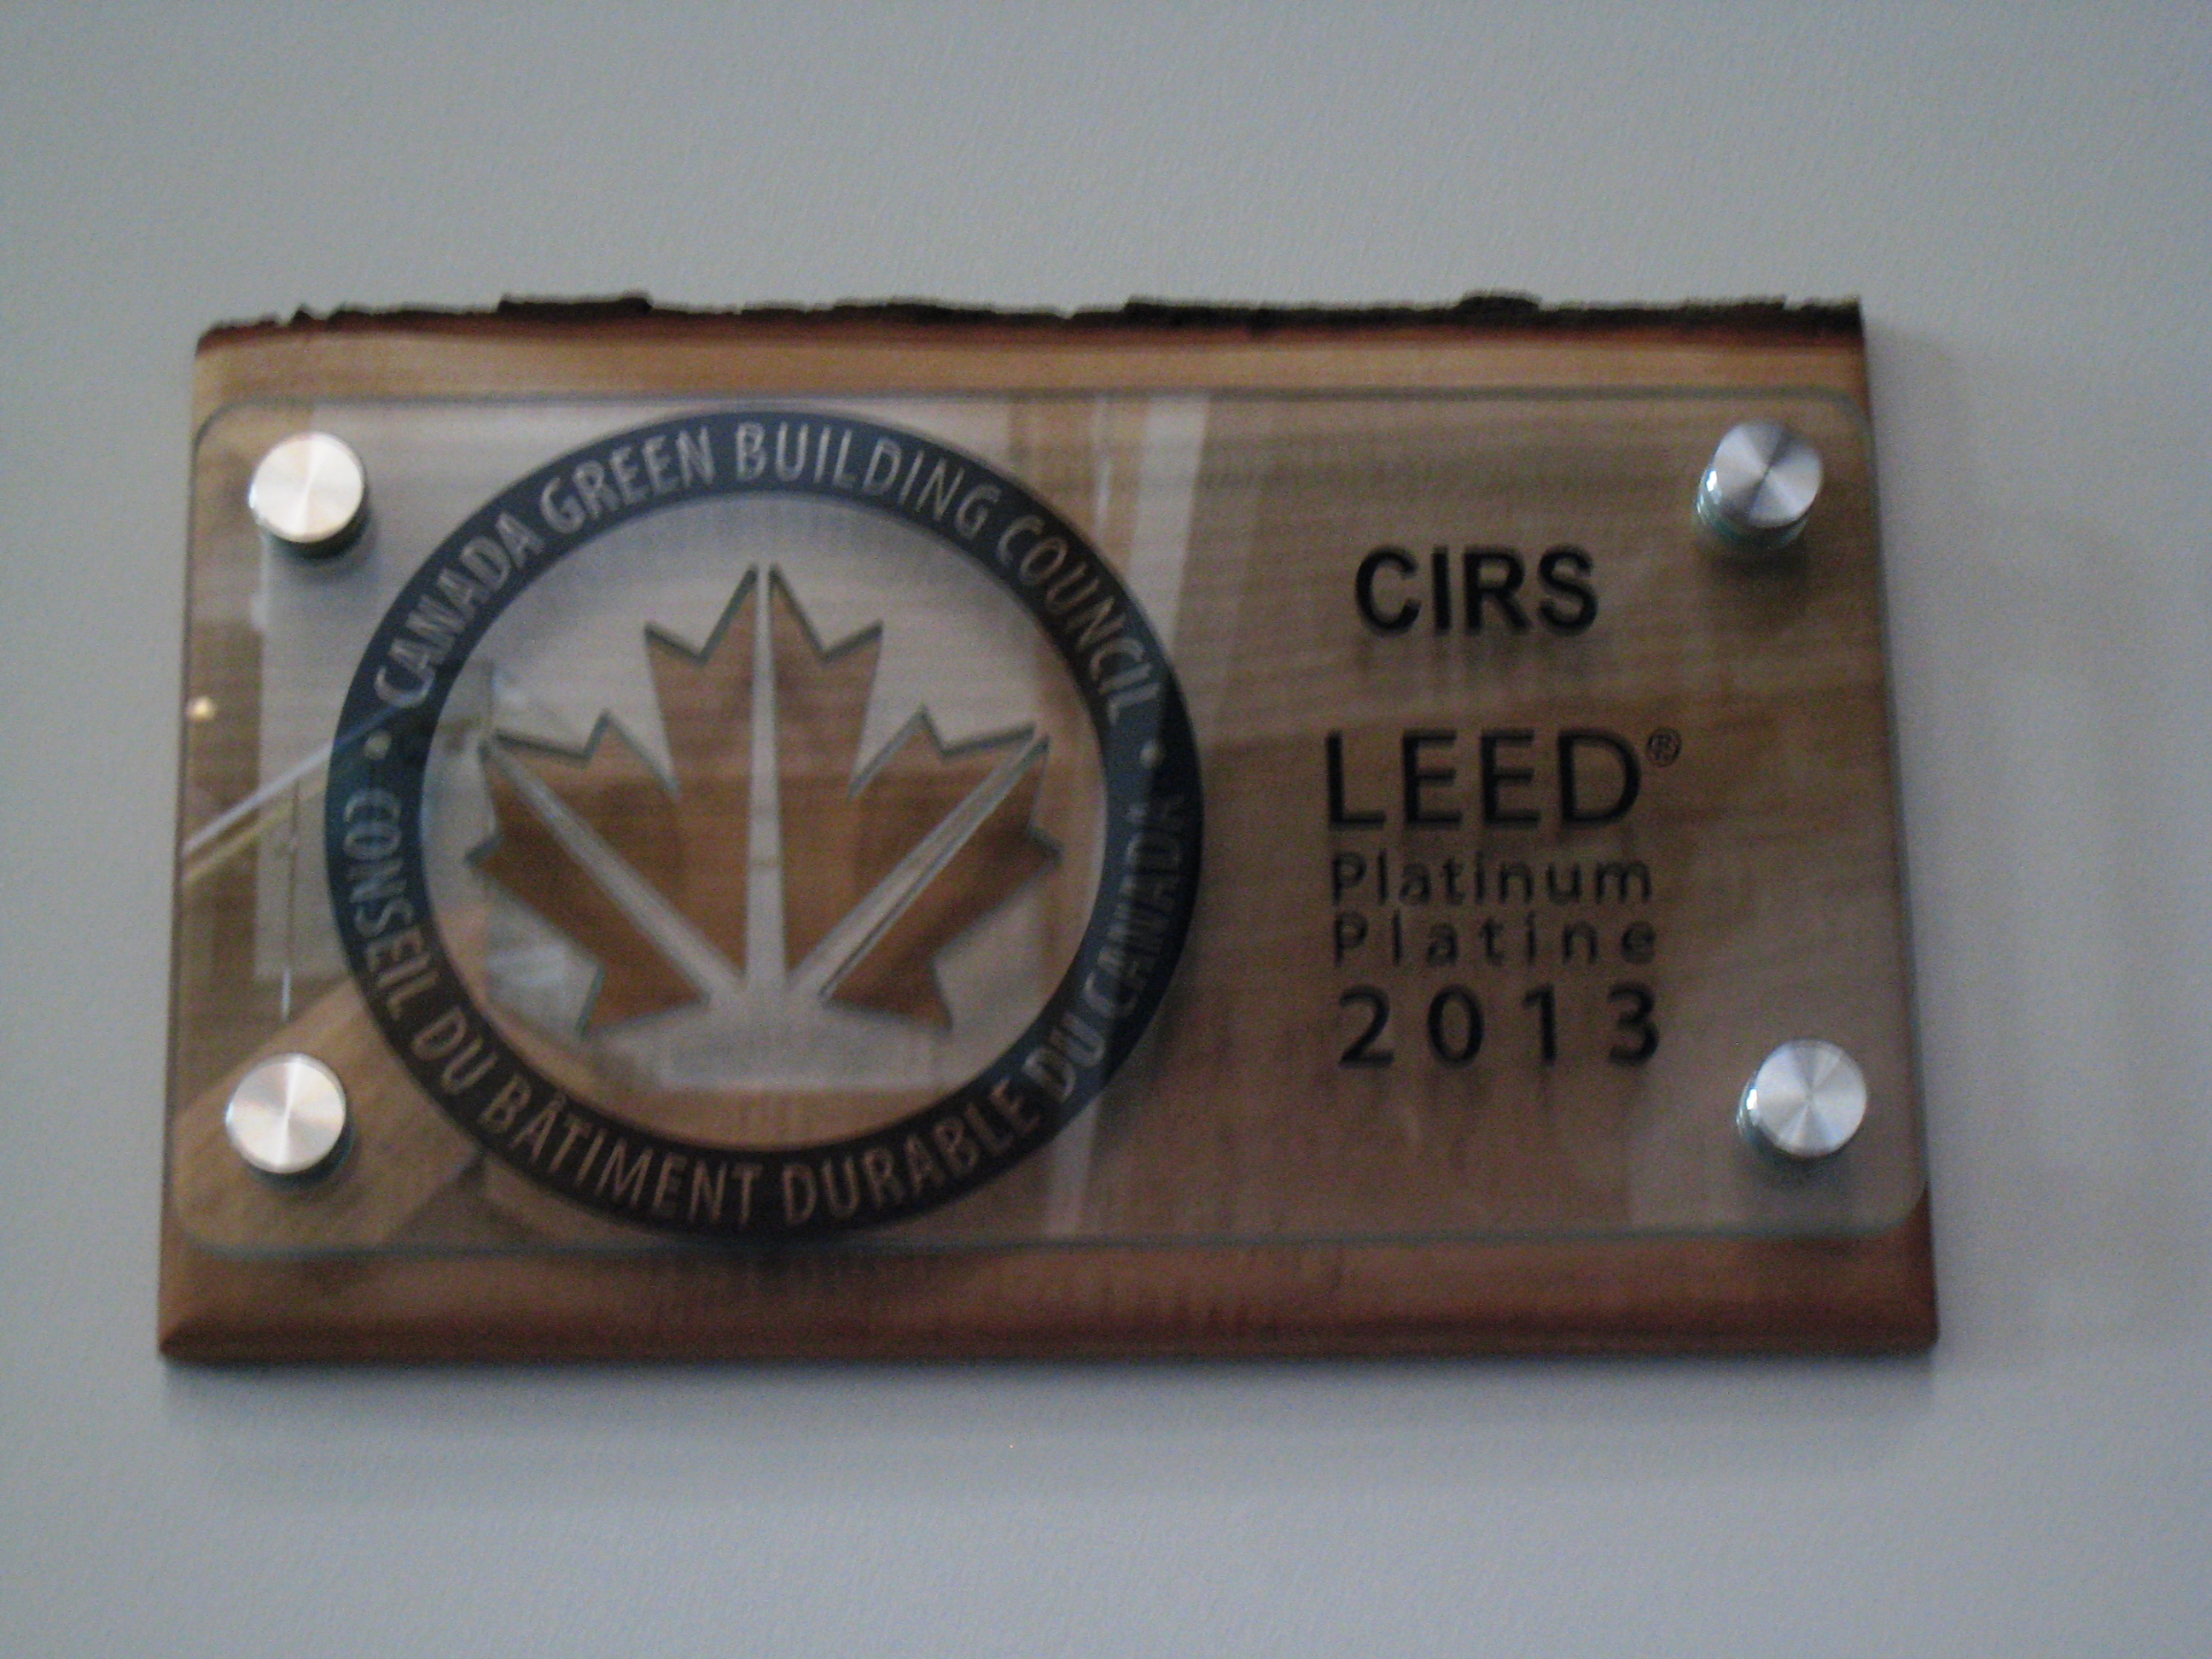 CANADA GREEN BUILDING COUNCIL
CONSEIL DU BÂTIMENT DURABLE DU CANADA
CIRS
LEED®
Platinum
Platine
2013